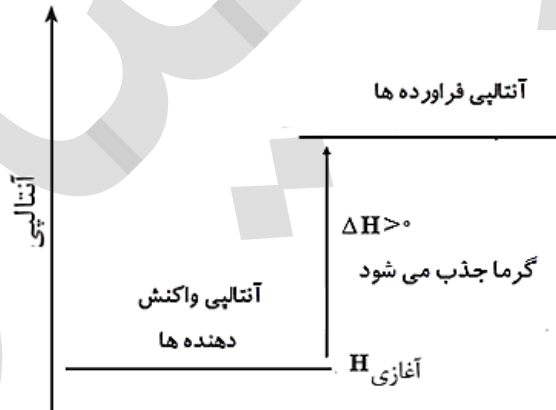 آنتالپی فراورده ها
آنتالپی
ΔH>۰
گرما جذب می شود
آنتالپی واکنش
دهنده ها
H آغازی